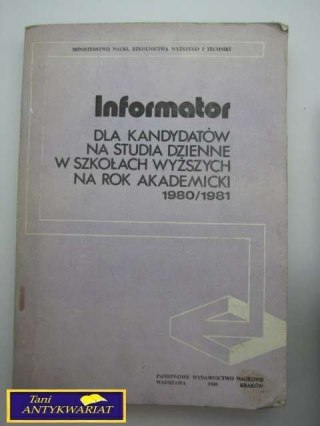 MINISTERSTWO NAUKI, SZKOLNICTWA WYŻSZEGO I TECHNIKI
Informator
DLA KANDYDATÓW
NA STUDIA DZIENNE
W SZKOŁACH WYŻSZYCH
NA ROK AKADEMICKI
1980/1981
PAŃSTWOWE WYDAWNICTWO NAUKOWE
WARSZAWA 1980 KRAKÓW
Tani
ANTYKWARIAT